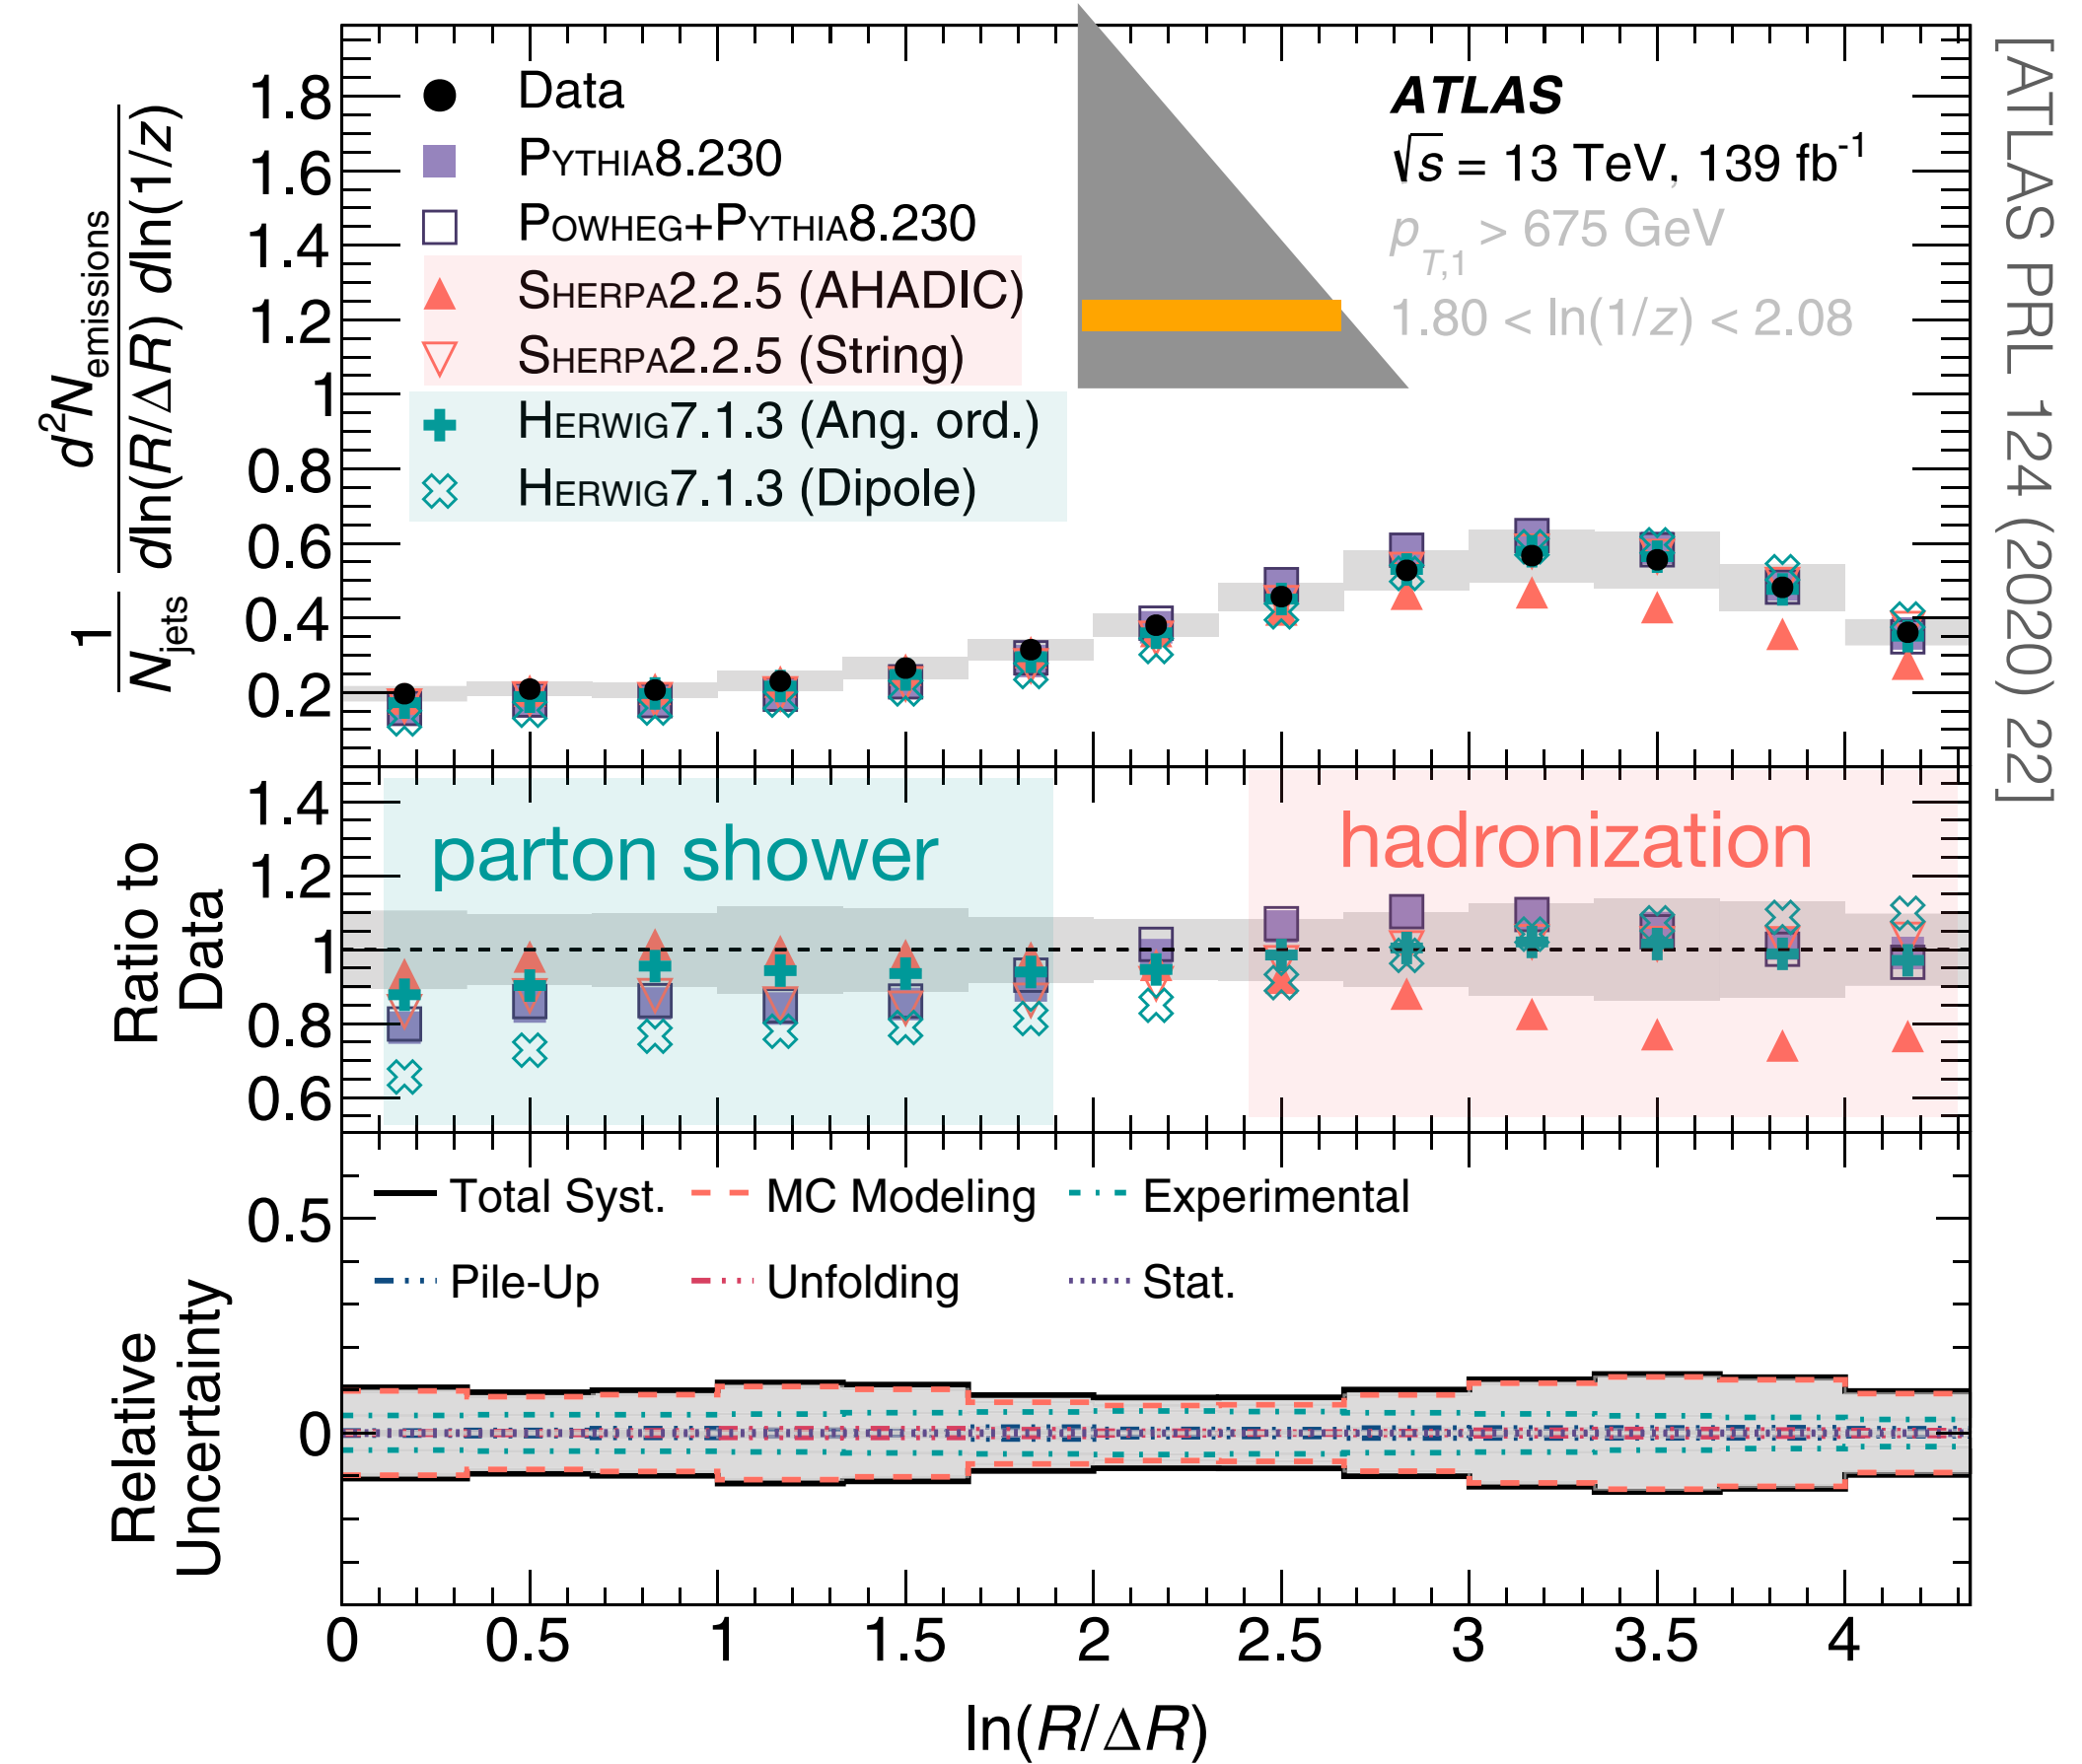 1.8
1.6
1.4
1.2
1
0.8
0.6
0.4
0.2
1/N_jets d²N_emissions / dln(R/ΔR) dln(1/z)
Data
PYTHIA8.230
POWHEG+PYTHIA8.230
SHERPA2.2.5 (AHADIC)
SHERPA2.2.5 (String)
HERWIG7.1.3 (Ang. ord.)
HERWIG7.1.3 (Dipole)
ATLAS
√s = 13 TeV, 139 fb⁻¹
p_T,1 > 675 GeV
1.80 < ln(1/z) < 2.08
[ATLAS PRL 124 (2020) 22]
1.4
1.2
1
0.8
0.6
Ratio to
Data
parton shower
hadronization
0.5
0
Relative
Uncertainty
Total Syst.
MC Modeling
Experimental
Pile-Up
Unfolding
Stat.
0 0.5 1 1.5 2 2.5 3 3.5 4
ln(R/ΔR)